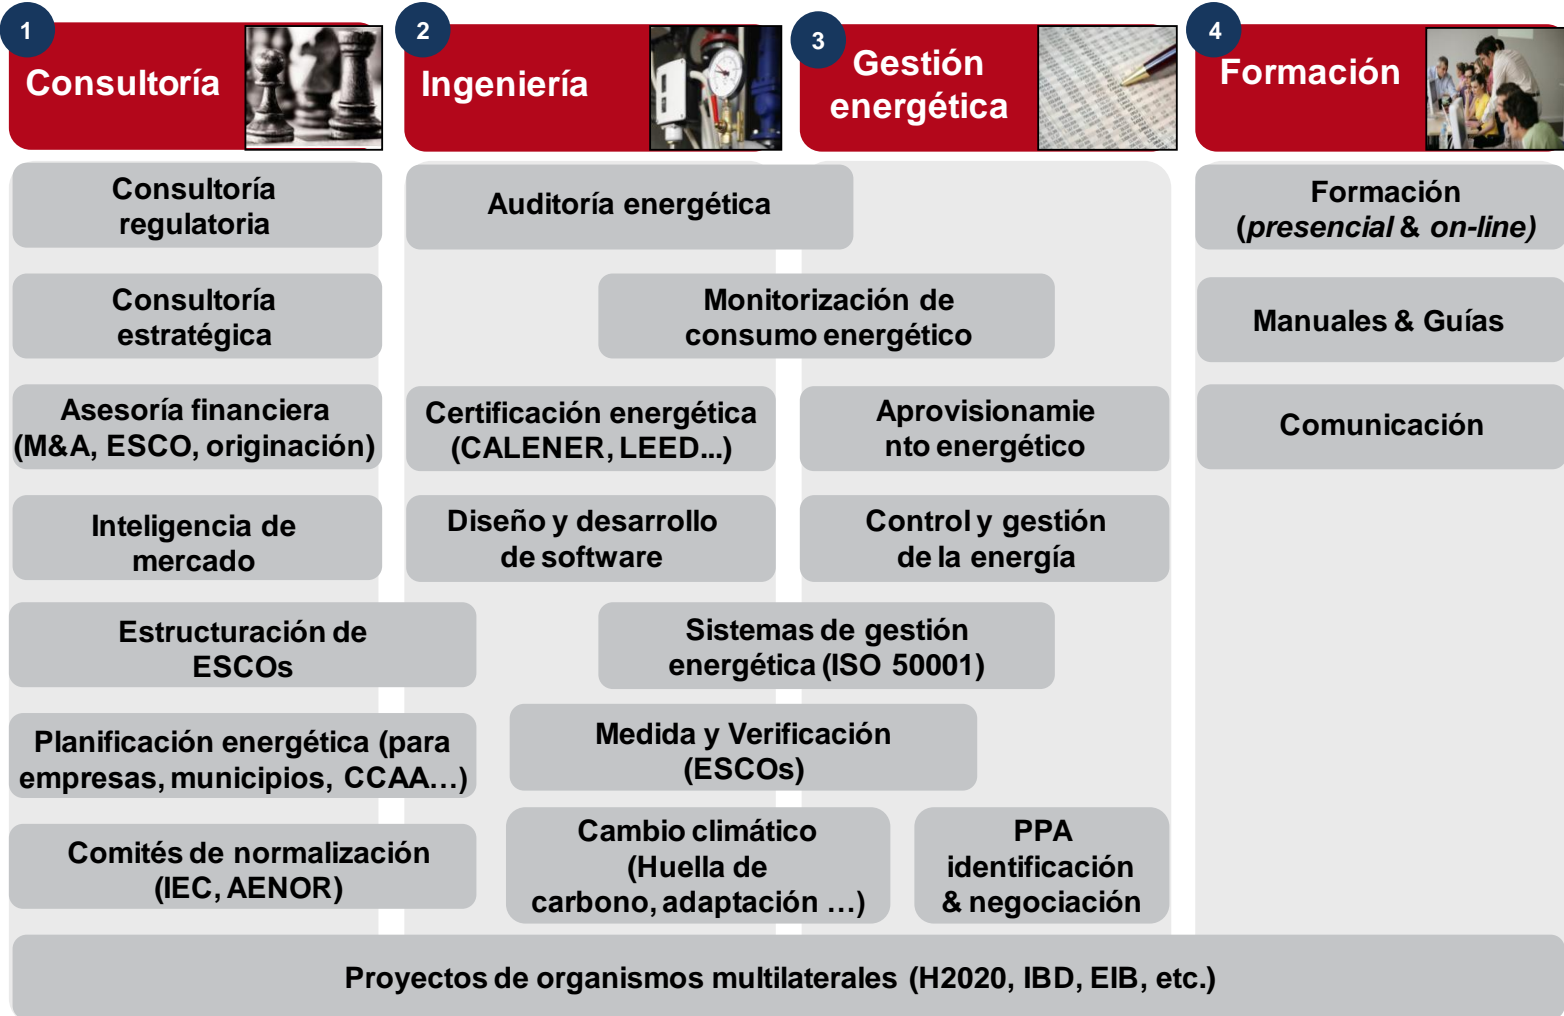 1
Consultoría
2
Ingeniería
3
Gestión
energética
4
Formación
Consultoría
regulatoria
Auditoría energética
Formación
(presencial & on-line)
Consultoría
estratégica
Monitorización de
consumo energético
Manuales & Guías
Asesoría financiera
(M&A, ESCO, originación)
Certificación energética
(CALENER, LEED...)
Aprovisionamie
nto energético
Comunicación
Inteligencia de
mercado
Diseño y desarrollo
de software
Control y gestión
de la energía
Estructuración de
ESCOs
Sistemas de gestión
energética (ISO 50001)
Planificación energética (para
empresas, municipios, CCAA…)
Medida y Verificación
(ESCOs)
Comités de normalización
(IEC, AENOR)
Cambio climático
(Huella de
carbono, adaptación …)
PPA
identificación
& negociación
Proyectos de organismos multilaterales (H2020, IBD, EIB, etc.)